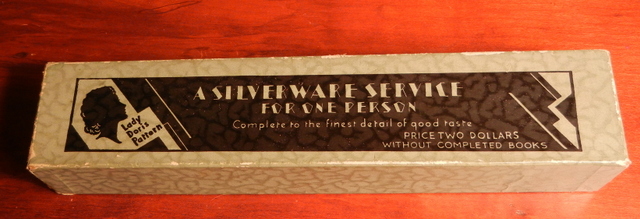 A SILVERWARE SERVICE
FOR ONE PERSON
Complete to the finest detail of good taste
PRICE TWO DOLLARS
WITHOUT COMPLETED BOOKS
Lady
Doris
Pattern